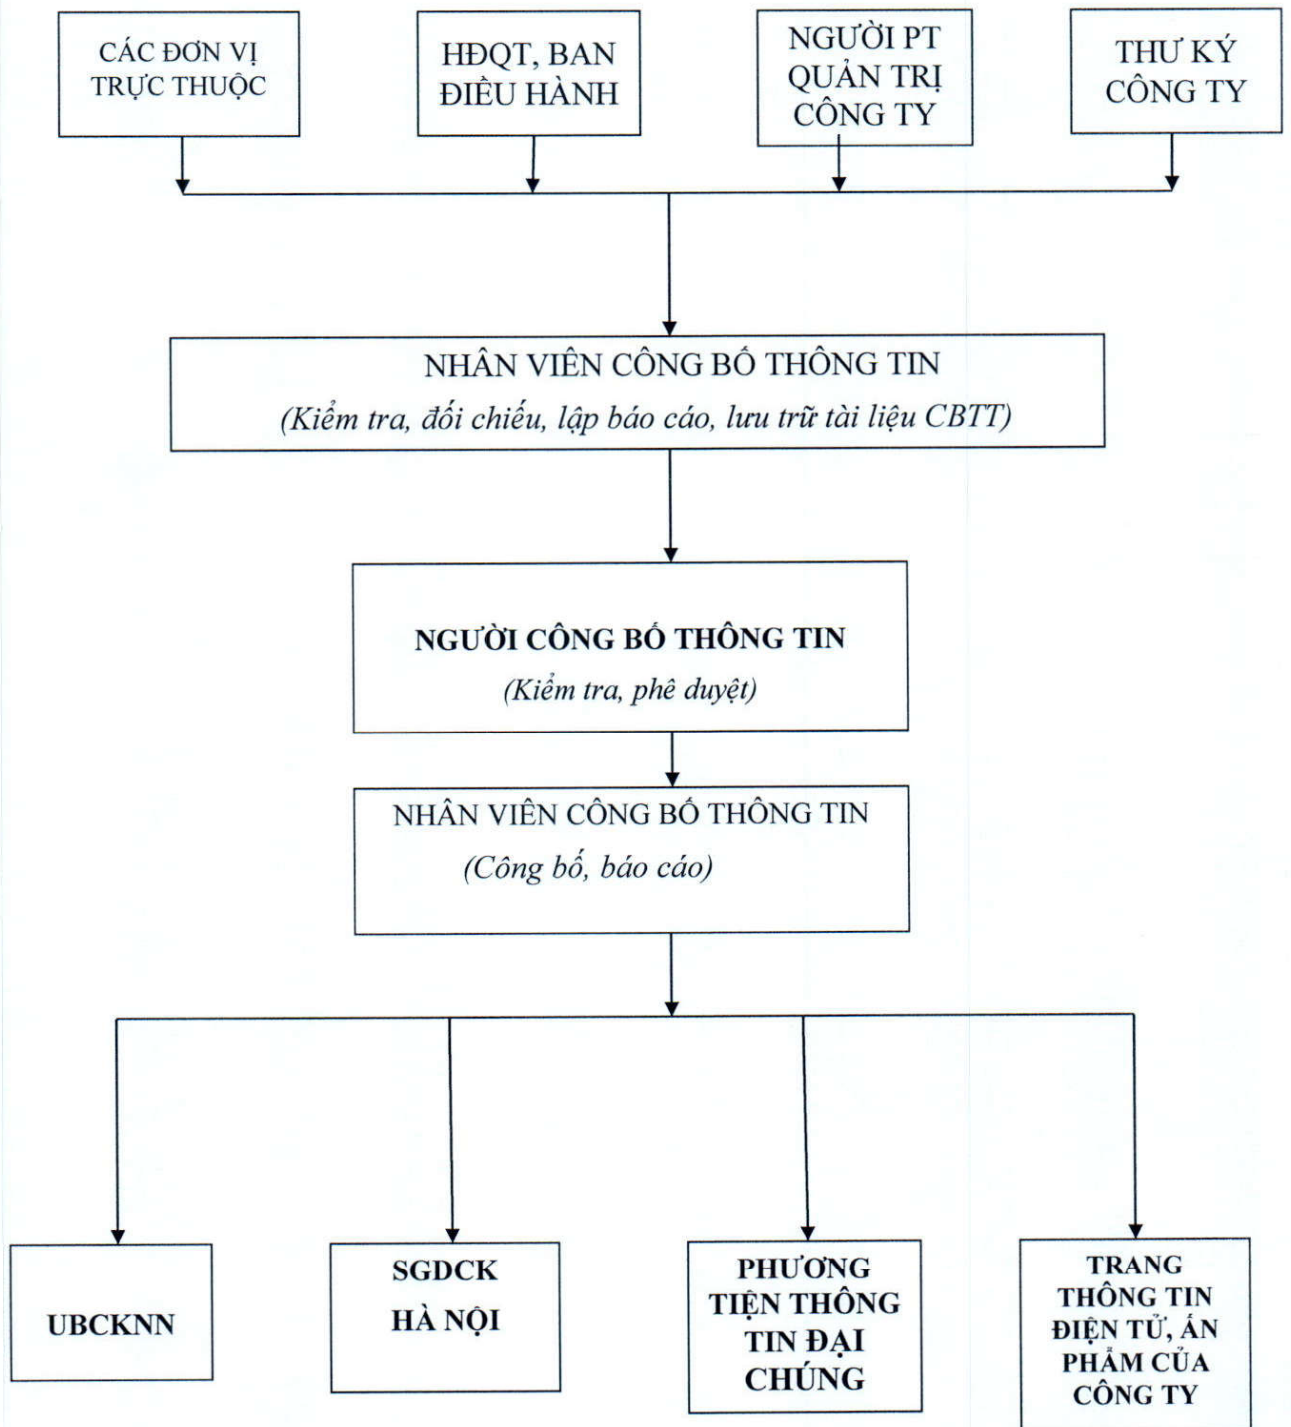 CÁC ĐƠN VỊ
TRỰC THUỘC
HĐQT, BAN
ĐIỀU HÀNH
NGƯỜI PT
QUẢN TRỊ
CÔNG TY
THƯ KÝ
CÔNG TY
NHÂN VIÊN CÔNG BỐ THÔNG TIN
(Kiểm tra, đối chiếu, lập báo cáo, lưu trữ tài liệu CBTT)
NGƯỜI CÔNG BỐ THÔNG TIN
(Kiểm tra, phê duyệt)
NHÂN VIÊN CÔNG BỐ THÔNG TIN
(Công bố, báo cáo)
UBCKNN
SGDCK
HÀ NỘI
PHƯƠNG
TIỆN THÔNG
TIN ĐẠI
CHÚNG
TRANG
THÔNG TIN
ĐIỆN TỬ, ẤN
PHẨM CỦA
CÔNG TY